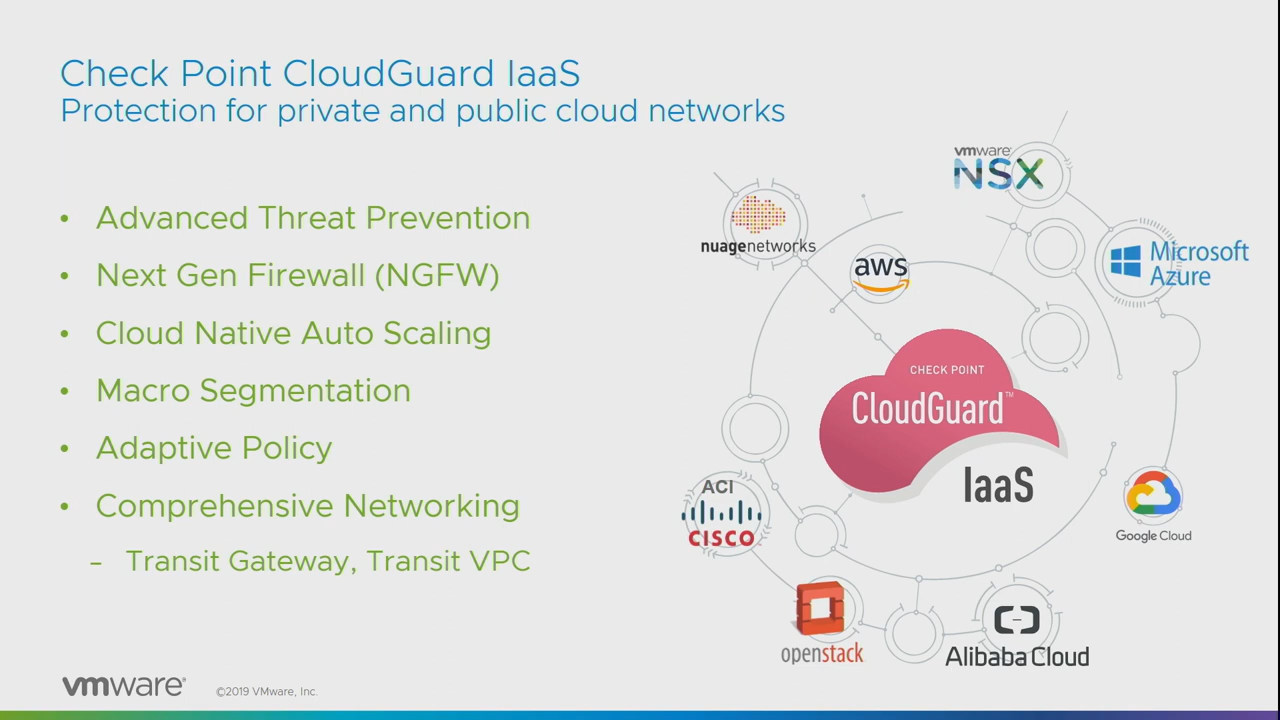 Check Point CloudGuard IaaS
Protection for private and public cloud networks
• Advanced Threat Prevention
• Next Gen Firewall (NGFW)
• Cloud Native Auto Scaling
• Macro Segmentation
• Adaptive Policy
• Comprehensive Networking
– Transit Gateway, Transit VPC
vmware®
NSX
nuagenetworks
aws
Microsoft
Azure
CHECK POINT
CloudGuard™
IaaS
ACI
CISCO
Google Cloud
openstack
Alibaba Cloud
vmware®
©2019 VMware, Inc.